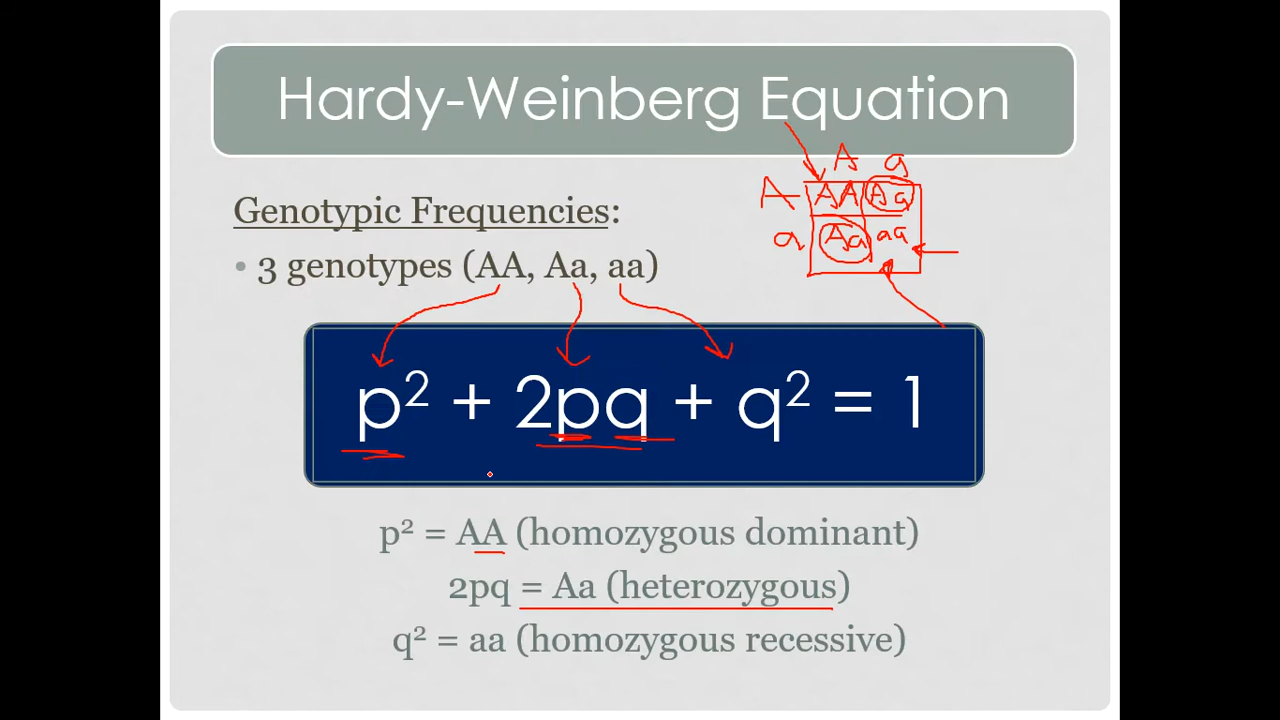 Hardy-Weinberg Equation
A a
A AA Aa
a Aa aa
Genotypic Frequencies:
• 3 genotypes (AA, Aa, aa)
p² + 2pq + q² = 1
p² = AA (homozygous dominant)
2pq = Aa (heterozygous)
q² = aa (homozygous recessive)